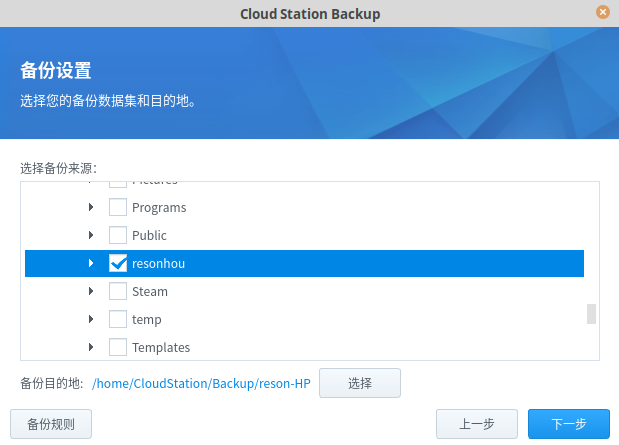 Cloud Station Backup
备份设置
选择您的备份数据集和目的地。
选择备份来源：
Pictures
Programs
Public
resonhou
Steam
temp
Templates
备份目的地: /home/CloudStation/Backup/reson-HP 选择
备份规则 上一步 下一步